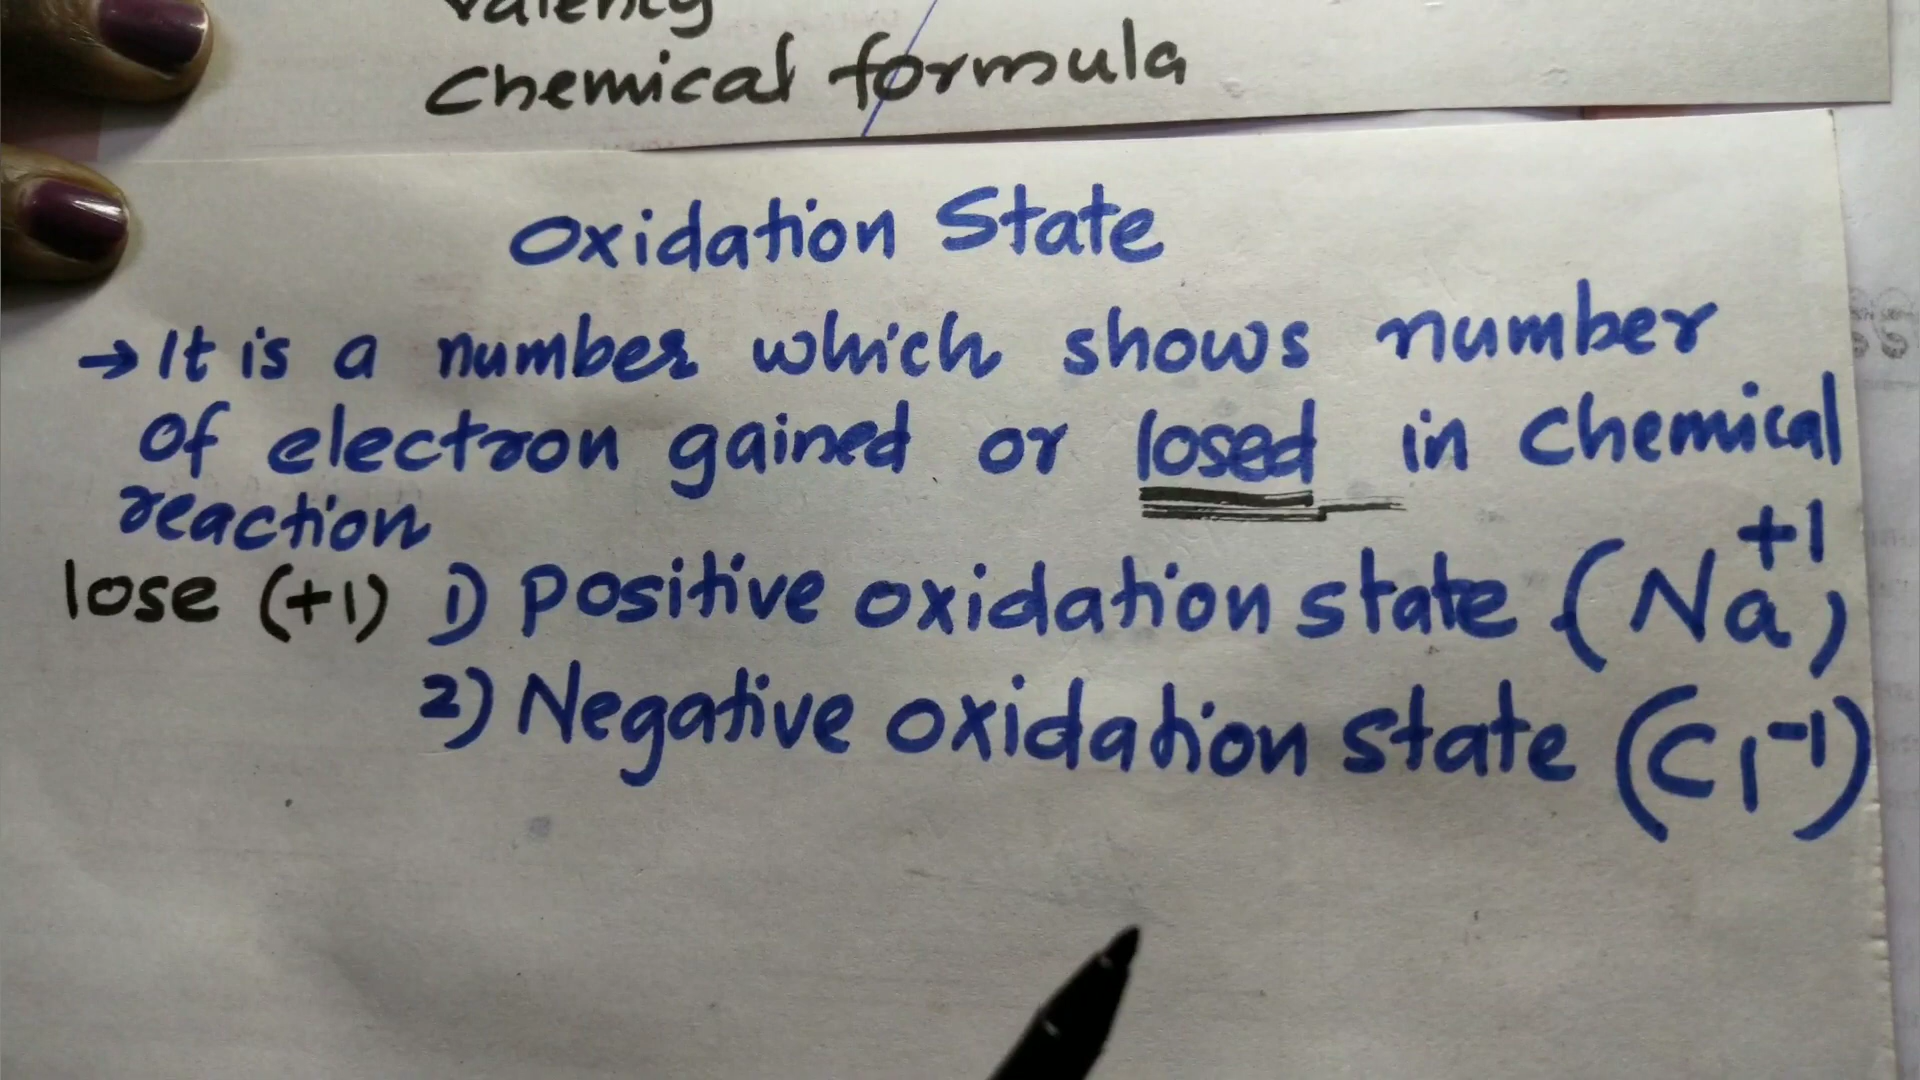 Valency
Chemical formula
Oxidation State
→ It is a number which shows number
of electron gained or losed in chemical
reaction
lose (+1) 1) Positive oxidation state (Na+1)
2) Negative oxidation state (Cl-1)